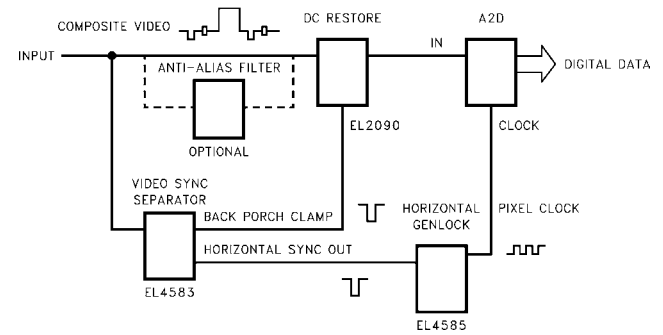 COMPOSITE VIDEO
DC RESTORE
A2D
INPUT
IN
ANTI-ALIAS FILTER
DIGITAL DATA
EL2090
CLOCK
OPTIONAL
VIDEO SYNC
SEPARATOR
BACK PORCH CLAMP
HORIZONTAL
GENLOCK
PIXEL CLOCK
HORIZONTAL SYNC OUT
EL4583
EL4585